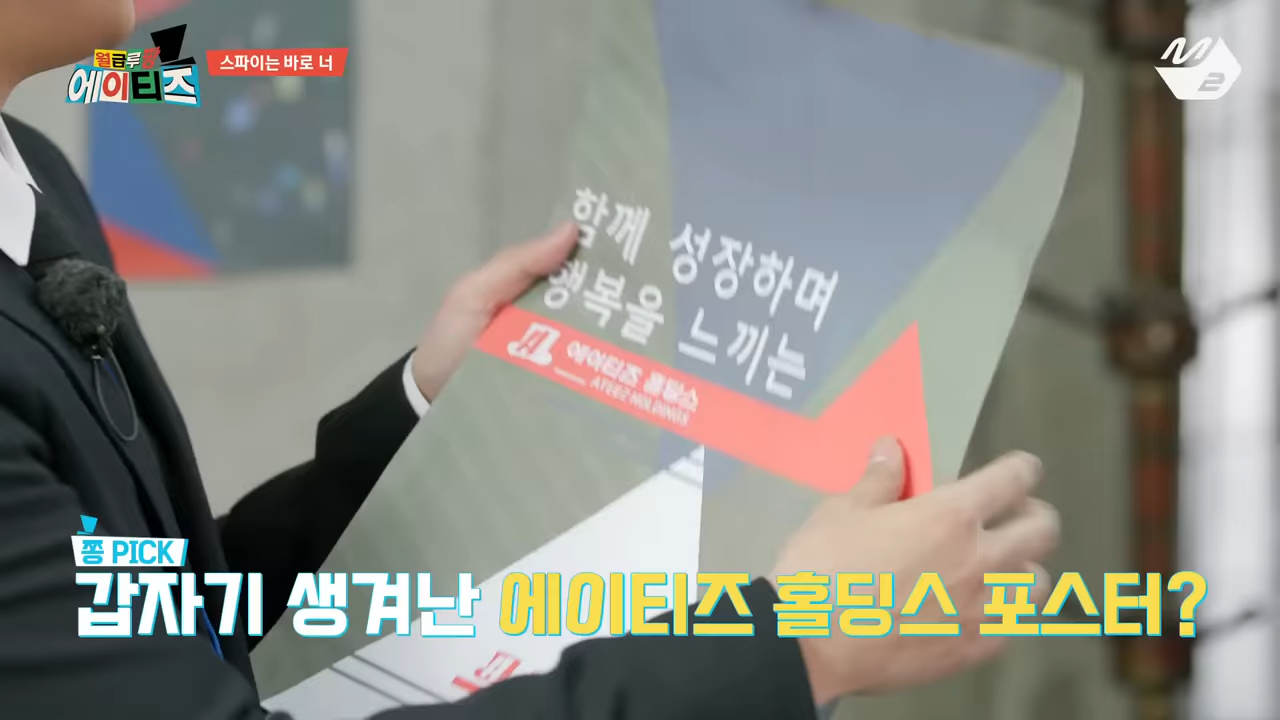 월급루팡
에이티즈
스파이는 바로 너
M2
함께 성장하며
행복을 느끼는
에이티즈 홀딩스
ATEEZ HOLDINGS
쫑 PICK
갑자기 생겨난 에이티즈 홀딩스 포스터?